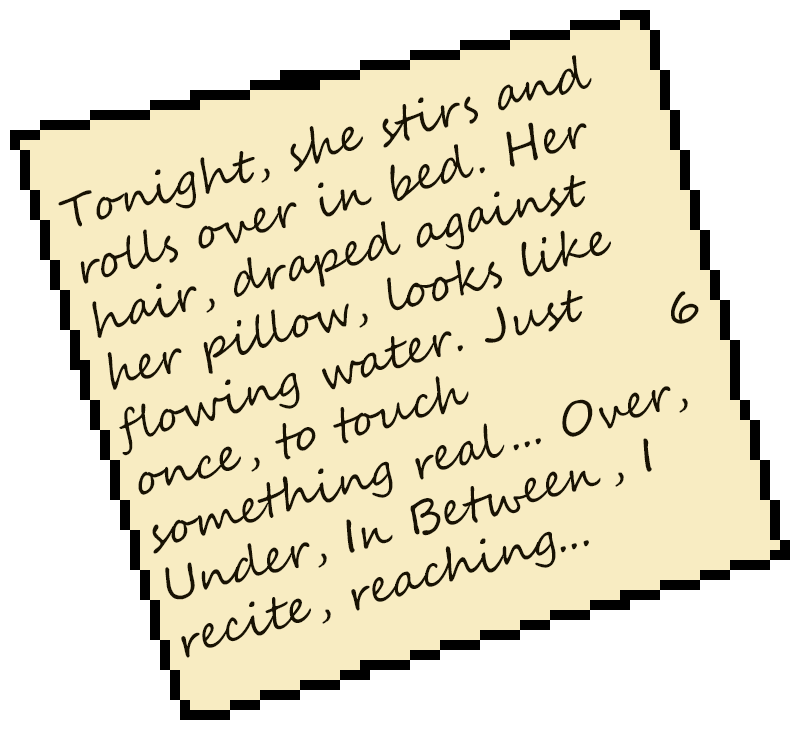 Tonight, she stirs and
rolls over in bed. Her
hair, draped against
her pillow, looks like
flowing water. Just
6
once, to touch
something real... Over,
Under, In Between, I
recite, reaching...